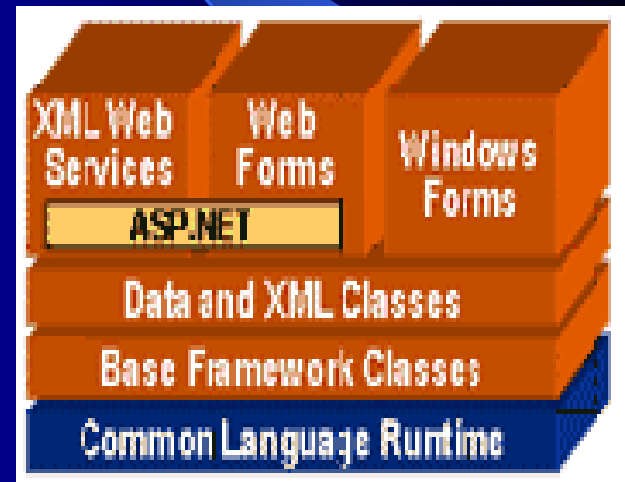 XML Web
Services
Web
Forms
Windows
Forms
ASP.NET
Data and XML Classes
Base Framework Classes
Common Language Runtime